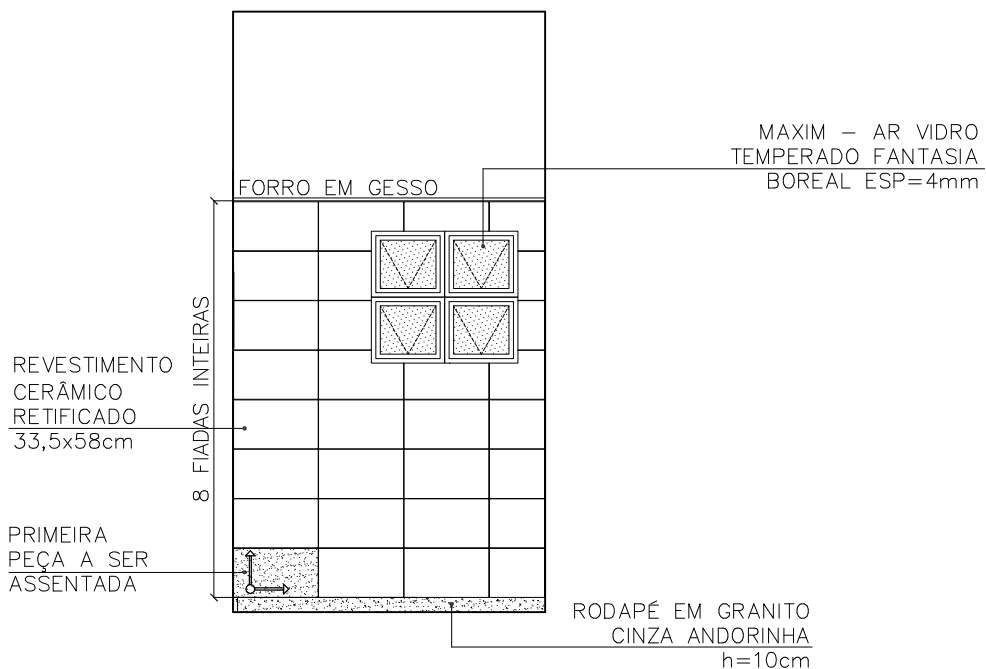 MAXIM – AR VIDRO
TEMPERADO FANTASIA
BOREAL ESP=4mm
FORRO EM GESSO
8 FIADAS INTEIRAS
REVESTIMENTO
CERÂMICO
RETIFICADO
33,5x58cm
PRIMEIRA
PEÇA A SER
ASSENTADA
RODAPÉ EM GRANITO
CINZA ANDORINHA
h=10cm